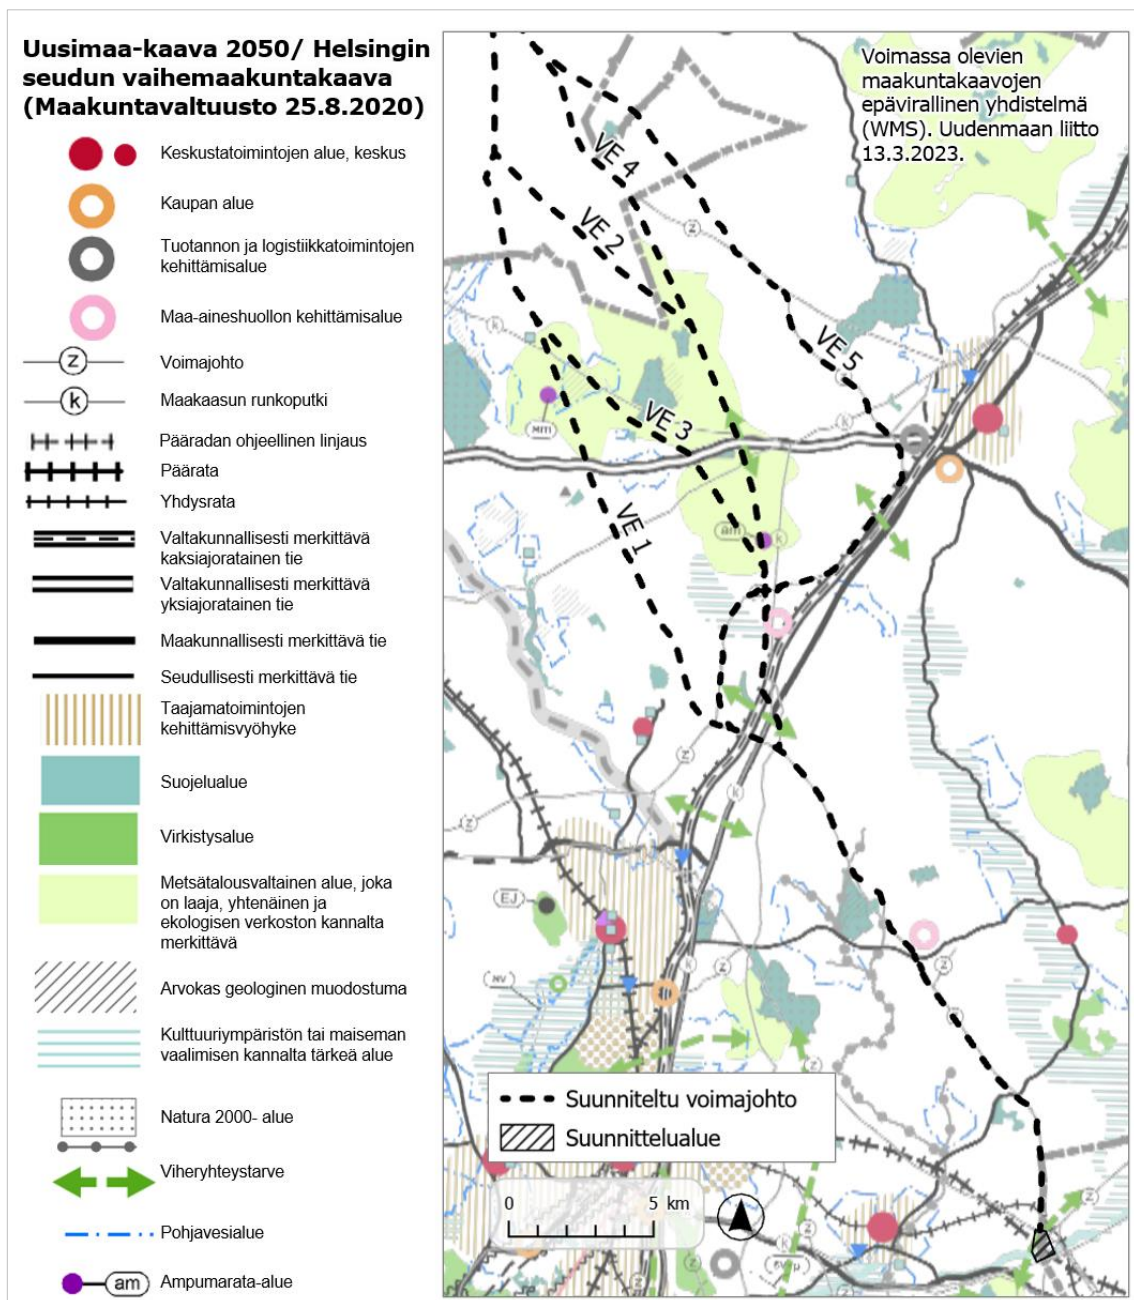 Uusimaa-kaava 2050/ Helsingin
seudun vaihemaakuntakaava
(Maakuntavaltuusto 25.8.2020)
Keskustatoimintojen alue, keskus
Kaupan alue
Tuotannon ja logistiikkatoimintojen
kehittämisalue
Maa-aineshuollon kehittämisalue
z
Voimajohto
k
Maakaasun runkoputki
Pääradan ohjeellinen linjaus
Päärata
Yhdysrata
Valtakunnallisesti merkittävä
kaksiajoratainen tie
Valtakunnallisesti merkittävä
yksiajoratainen tie
Maakunnallisesti merkittävä tie
Seudullisesti merkittävä tie
Taajamatoimintojen
kehittämisvyöhyke
Suojelualue
Virkistysalue
Metsätalousvaltainen alue, joka
on laaja, yhtenäinen ja
ekologisen verkoston kannalta
merkittävä
Arvokas geologinen muodostuma
Kulttuuriympäristön tai maiseman
vaalimisen kannalta tärkeä alue
Natura 2000- alue
Viheryhteystarve
Pohjavesialue
am
Ampumarata-alue
Voimassa olevien
maakuntakaavojen
epävirallinen yhdistelmä
(WMS). Uudenmaan liitto
13.3.2023.
VE 4
VE 2
z
k
VE 5
z
VE 3
k
am
k
VE 1
z
k
z
z
EJ
z
k
z
z
z
Suunniteltu voimajohto
Suunnittelualue
0 5 km
z
z
k
z